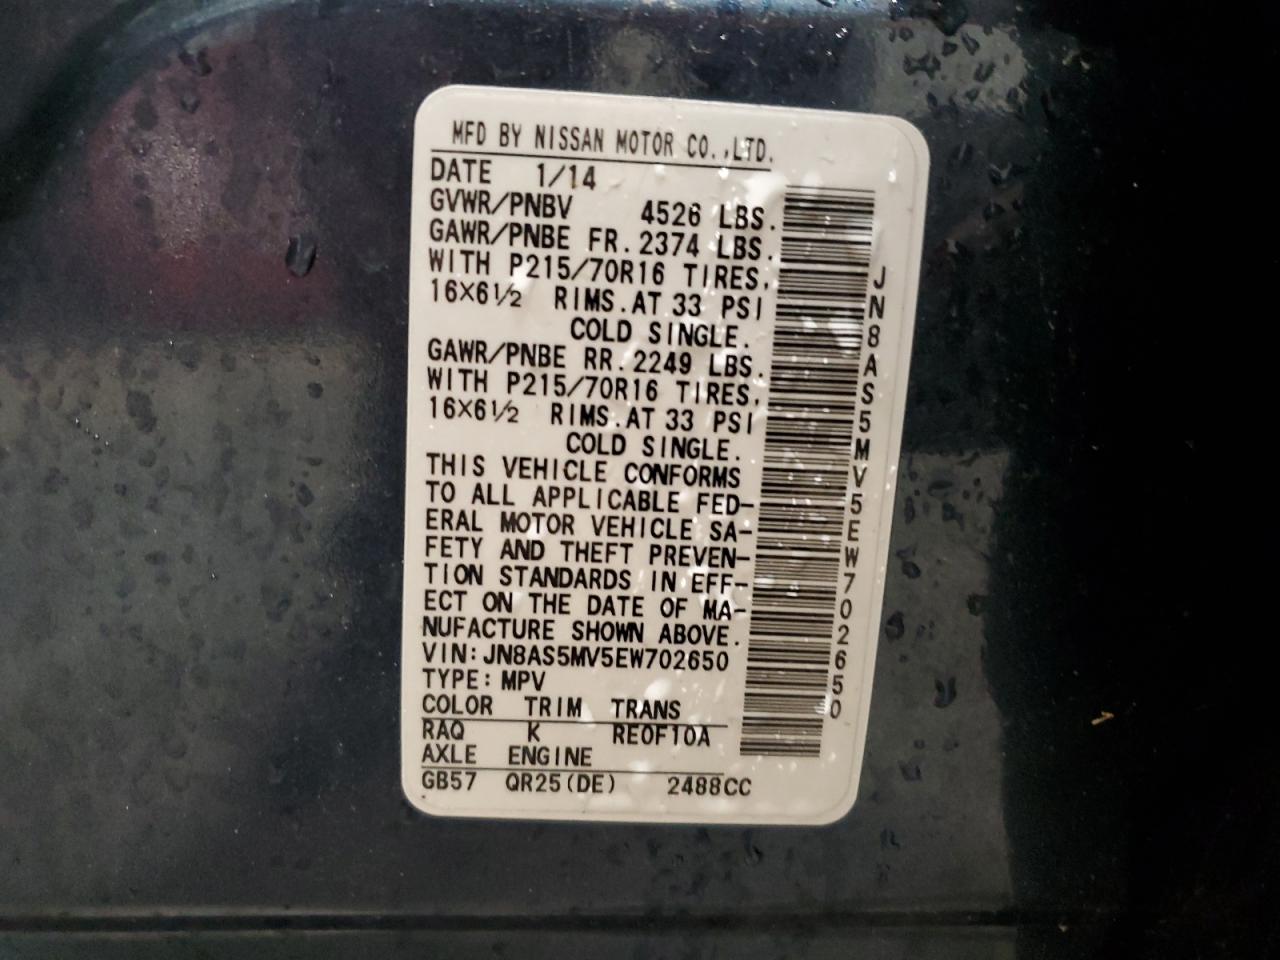 MFD BY NISSAN MOTOR CO.,LTD.
DATE 1/14
GVWR/PNBV 4526 LBS.
GAWR/PNBE FR.2374 LBS.
WITH P215/70R16 TIRES,
16X6½ RIMS.AT 33 PSI
COLD SINGLE.
GAWR/PNBE RR.2249 LBS.
WITH P215/70R16 TIRES,
16X6½ RIMS.AT 33 PSI
COLD SINGLE.
THIS VEHICLE CONFORMS
TO ALL APPLICABLE FED-
ERAL MOTOR VEHICLE SA-
FETY AND THEFT PREVEN-
TION STANDARDS IN EFF-
ECT ON THE DATE OF MA-
NUFACTURE SHOWN ABOVE.
VIN:JN8AS5MV5EW702650
TYPE:MPV
COLOR TRIM TRANS
RAQ K RE0F10A
AXLE ENGINE
GB57 QR25(DE) 2488CC
JN8AS5MV5EW702650